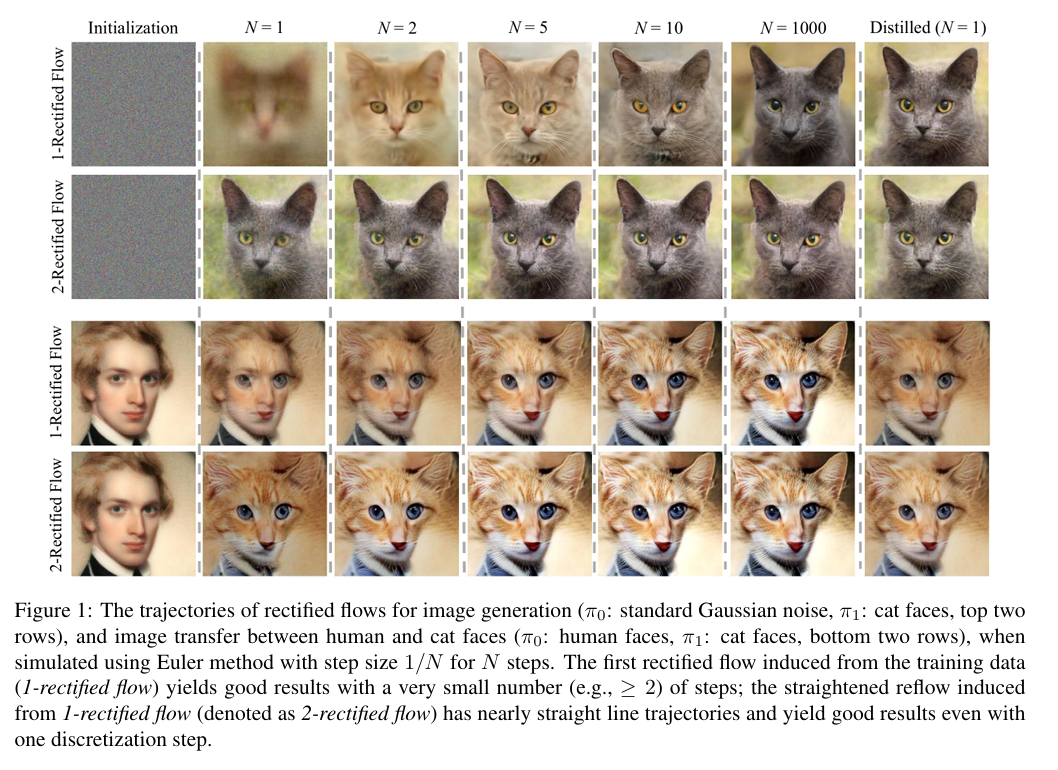 Initialization N = 1 N = 2 N = 5 N = 10 N = 1000 Distilled (N = 1)
1-Rectified Flow
2-Rectified Flow
1-Rectified Flow
2-Rectified Flow
Figure 1: The trajectories of rectified flows for image generation (π₀: standard Gaussian noise, π₁: cat faces, top two
rows), and image transfer between human and cat faces (π₀: human faces, π₁: cat faces, bottom two rows), when
simulated using Euler method with step size 1/N for N steps. The first rectified flow induced from the training data
(1-rectified flow) yields good results with a very small number (e.g., ≥ 2) of steps; the straightened reflow induced
from 1-rectified flow (denoted as 2-rectified flow) has nearly straight line trajectories and yield good results even with
one discretization step.